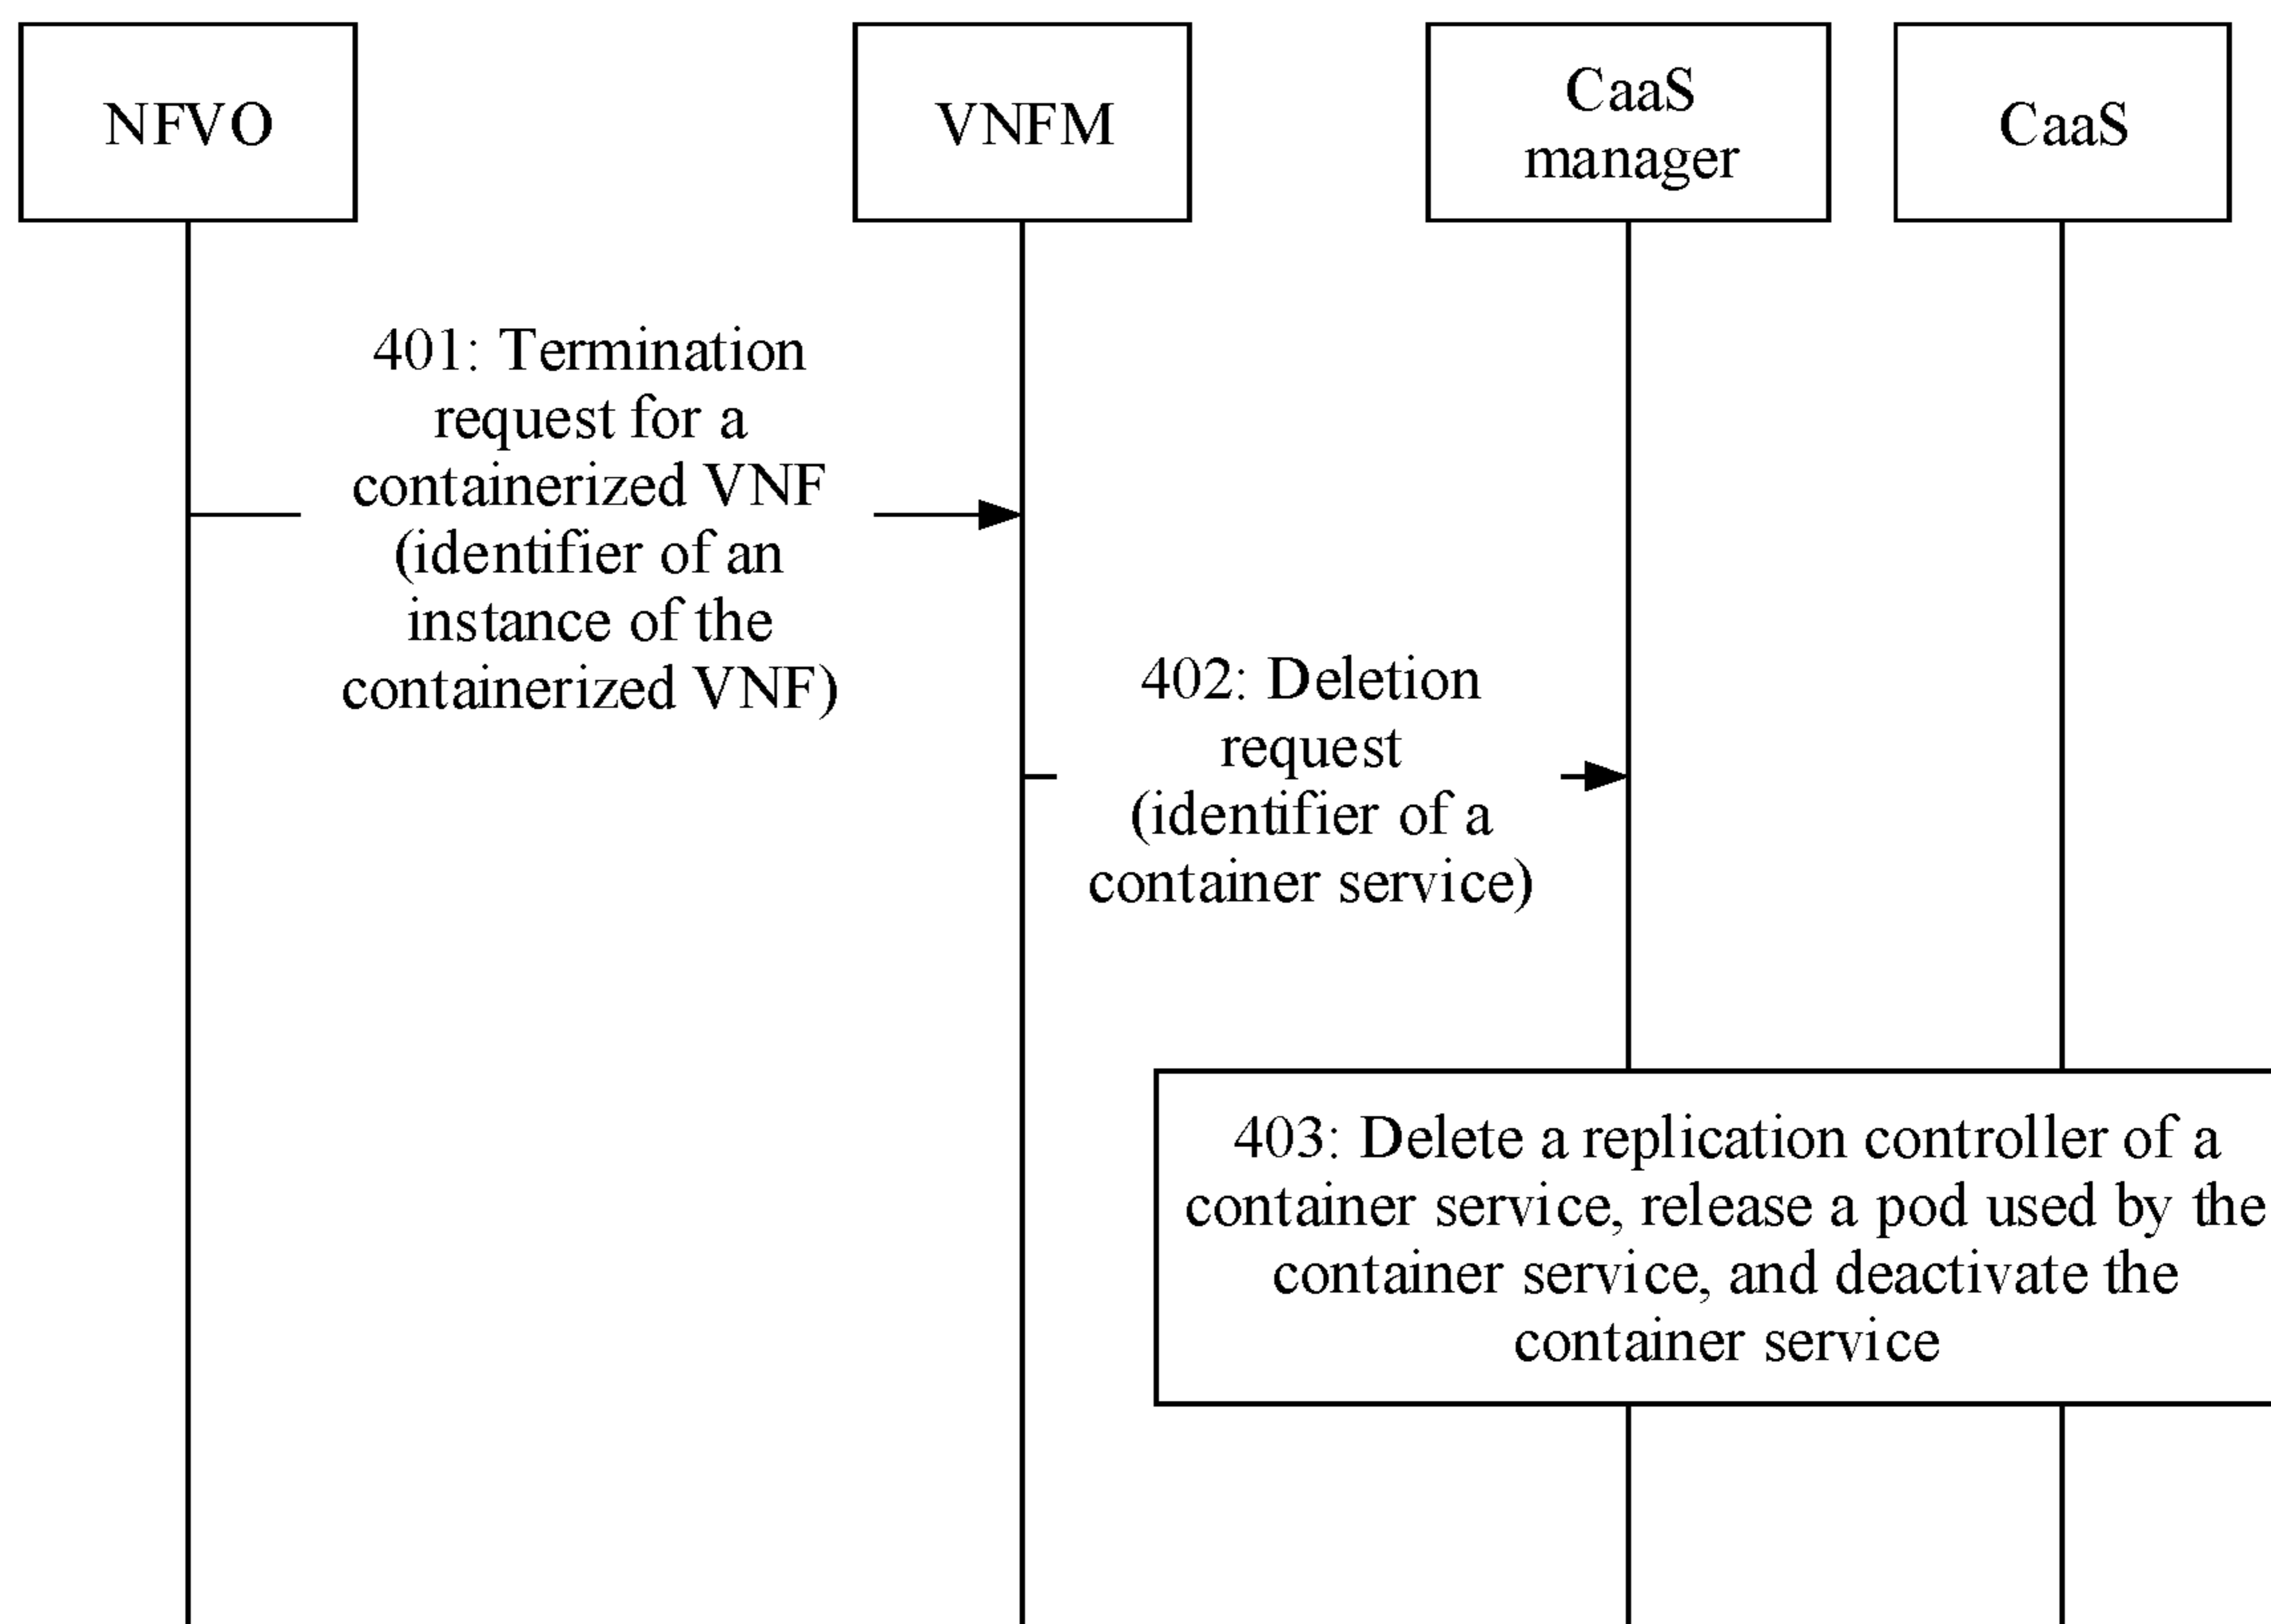 NFVO
VNFM
CaaS
manager
CaaS
401: Termination
request for a
containerized VNF
(identifier of an
instance of the
containerized VNF)
402: Deletion
request
(identifier of a
container service)
403: Delete a replication controller of a
container service, release a pod used by the
container service, and deactivate the
container service